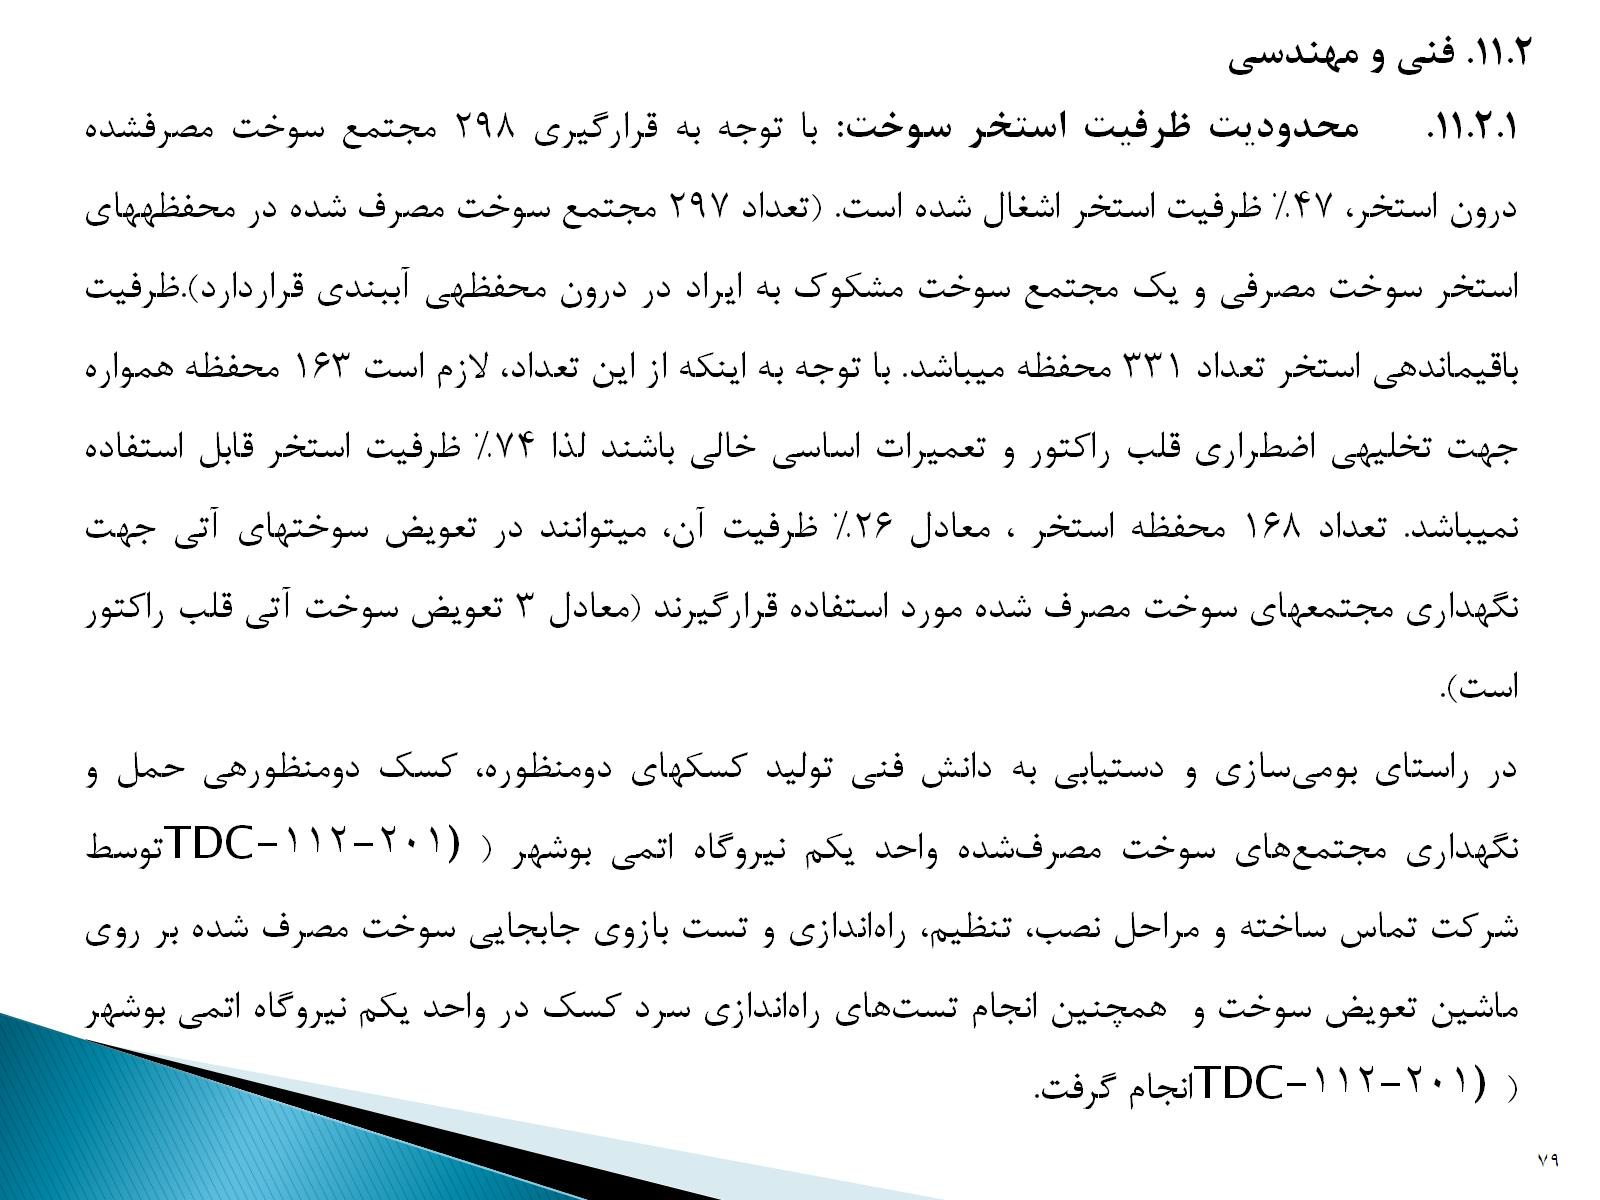 ۱۱.۲. فنی و مهندسی
۱۱.۲.۱. محدودیت ظرفیت استخر سوخت: با توجه به قرارگیری ۲۹۸ مجتمع سوخت مصرفشده
درون استخر، ۴۷٪ ظرفیت استخر اشغال شده است. (تعداد ۲۹۷ مجتمع سوخت مصرف شده در محفظههای
استخر سوخت مصرفی و یک مجتمع سوخت مشکوک به ایراد در درون محفظهی آببندی قراردارد).ظرفیت
باقیماندهی استخر تعداد ۳۳۱ محفظه میباشد. با توجه به اینکه از این تعداد، لازم است ۱۶۳ محفظه همواره
جهت تخلیهی اضطراری قلب راکتور و تعمیرات اساسی خالی باشند لذا ۷۴٪ ظرفیت استخر قابل استفاده
نمیباشد. تعداد ۱۶۸ محفظه استخر ، معادل ۲۶٪ ظرفیت آن، میتوانند در تعویض سوختهای آتی جهت
نگهداری مجتمعهای سوخت مصرف شده مورد استفاده قرارگیرند (معادل ۳ تعویض سوخت آتی قلب راکتور
است).
در راستای بومی‌سازی و دستیابی به دانش فنی تولید کسکهای دومنظوره، کسک دومنظورهی حمل و
نگهداری مجتمع‌های سوخت مصرف‌شده واحد یکم نیروگاه اتمی بوشهر ( TDC-۱۱۲-۲۰۱)توسط
شرکت تماس ساخته و مراحل نصب، تنظیم، راه‌اندازی و تست بازوی جابجایی سوخت مصرف شده بر روی
ماشین تعویض سوخت و همچنین انجام تست‌های راه‌اندازی سرد کسک در واحد یکم نیروگاه اتمی بوشهر
( TDC-۱۱۲-۲۰۱)انجام گرفت.
۷۹